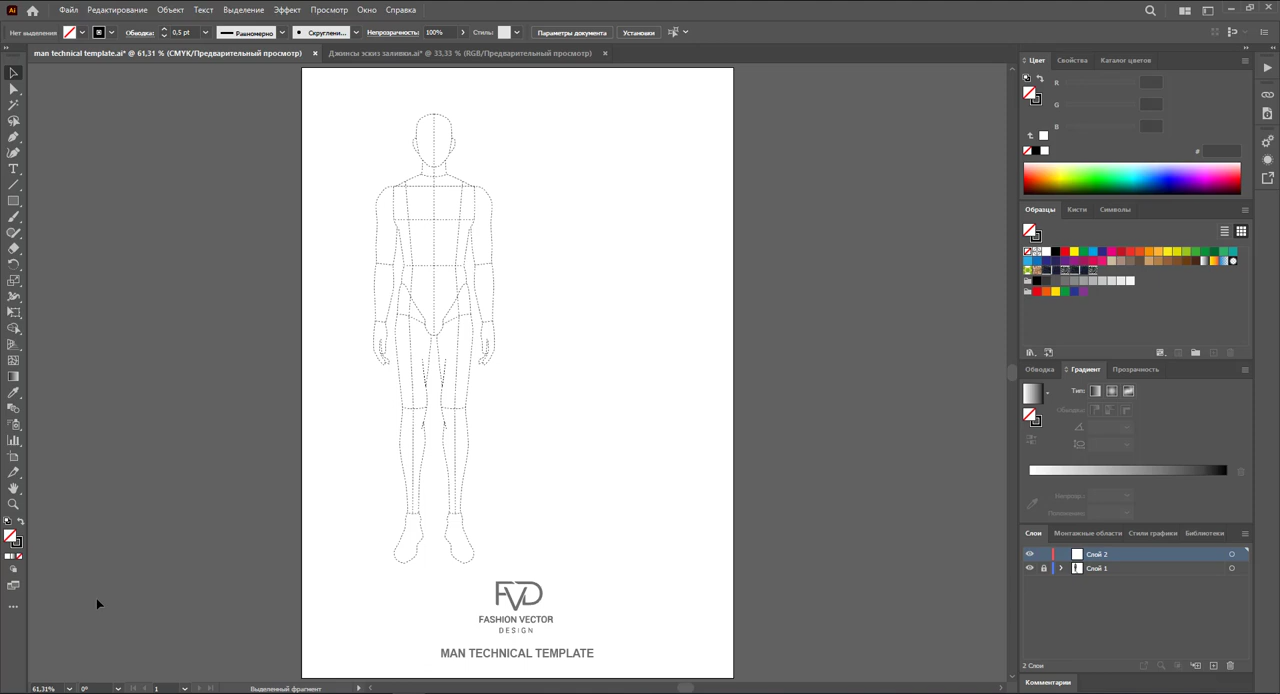 Ai Файл Редактирование Объект Текст Выделение Эффект Просмотр Окно Справка
Нет выделения Обводка: 0,5 pt Равномерно Скруглени... Непрозрачность: 100% Стиль: Параметры документа Установки
man technical template.ai* @ 61,31 % (CMYK/Предварительный просмотр) × Джинсы эскиз заливки.ai* @ 33,33 % (RGB/Предварительный просмотр) ×
Цвет Свойства Каталог цветов
R
G
B
#
Образцы Кисти Символы
Обводка Градиент Прозрачность
Тип:
Непрозр.:
Слои Монтажные области Стили графики Библиотеки
Слой 2
Слой 1
FVD
FASHION VECTOR
DESIGN
MAN TECHNICAL TEMPLATE
2 Слои
Комментарии
61,31% 0° 1 Выделенный фрагмент